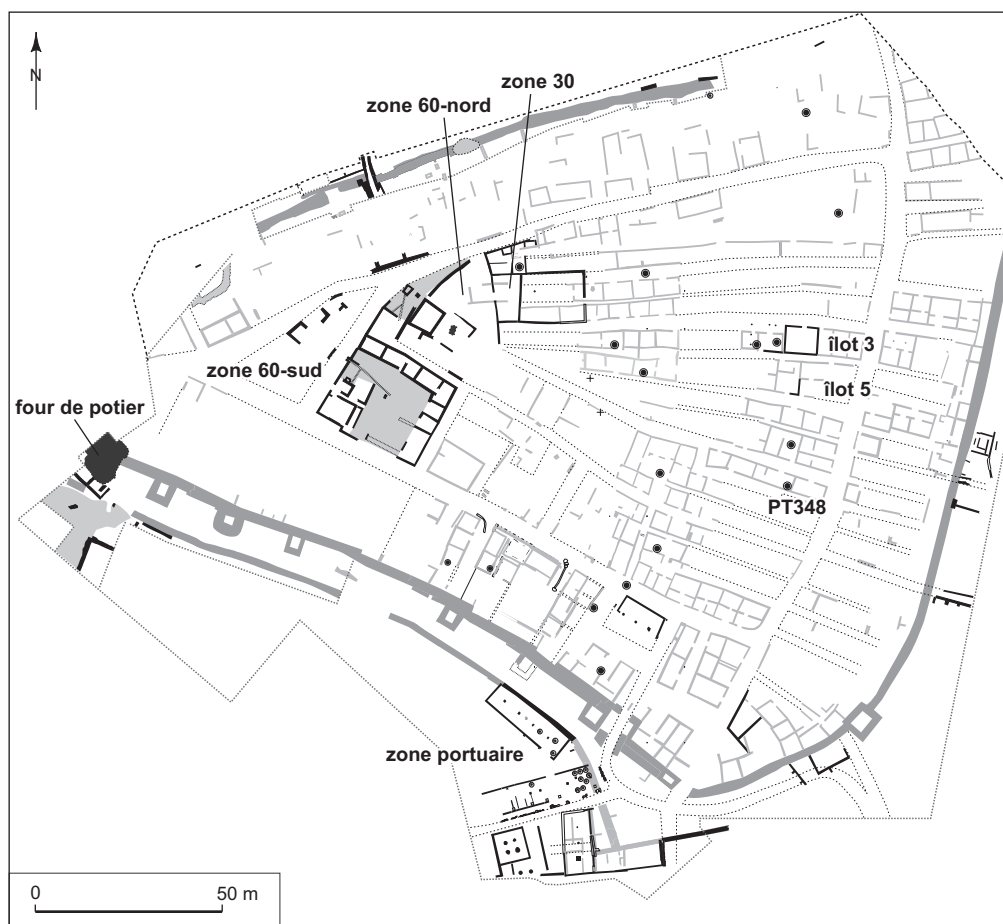 N
zone 30
zone 60-nord
îlot 3
zone 60-sud
îlot 5
four de potier
PT348
zone portuaire
0 50 m